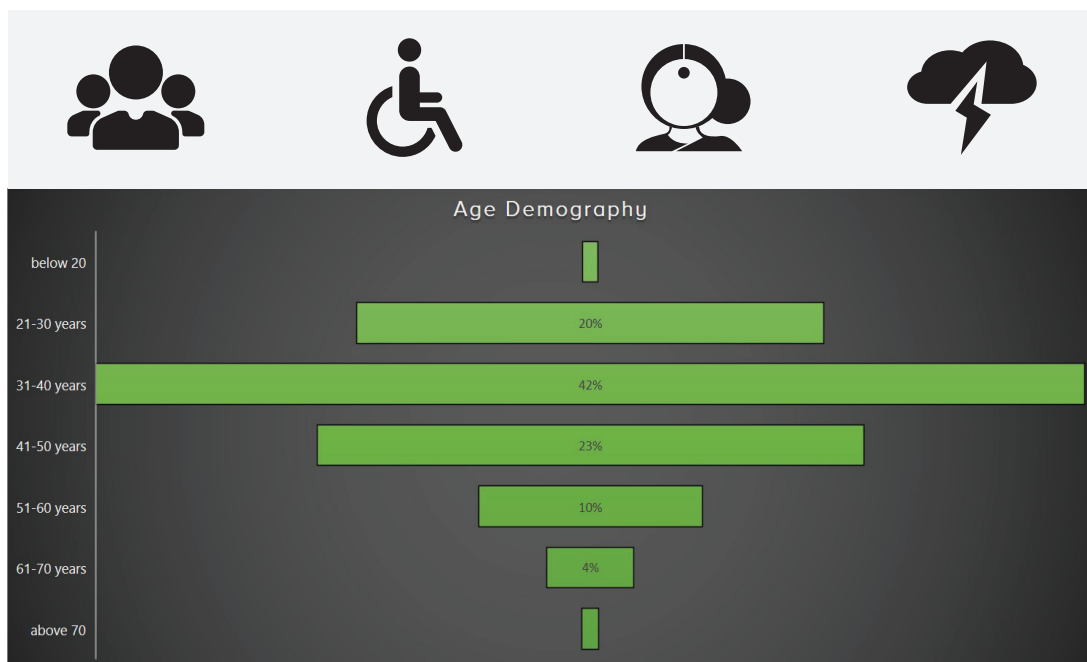 Age Demography
below 20
21-30 years
20%
31-40 years
42%
41-50 years
23%
51-60 years
10%
61-70 years
4%
above 70